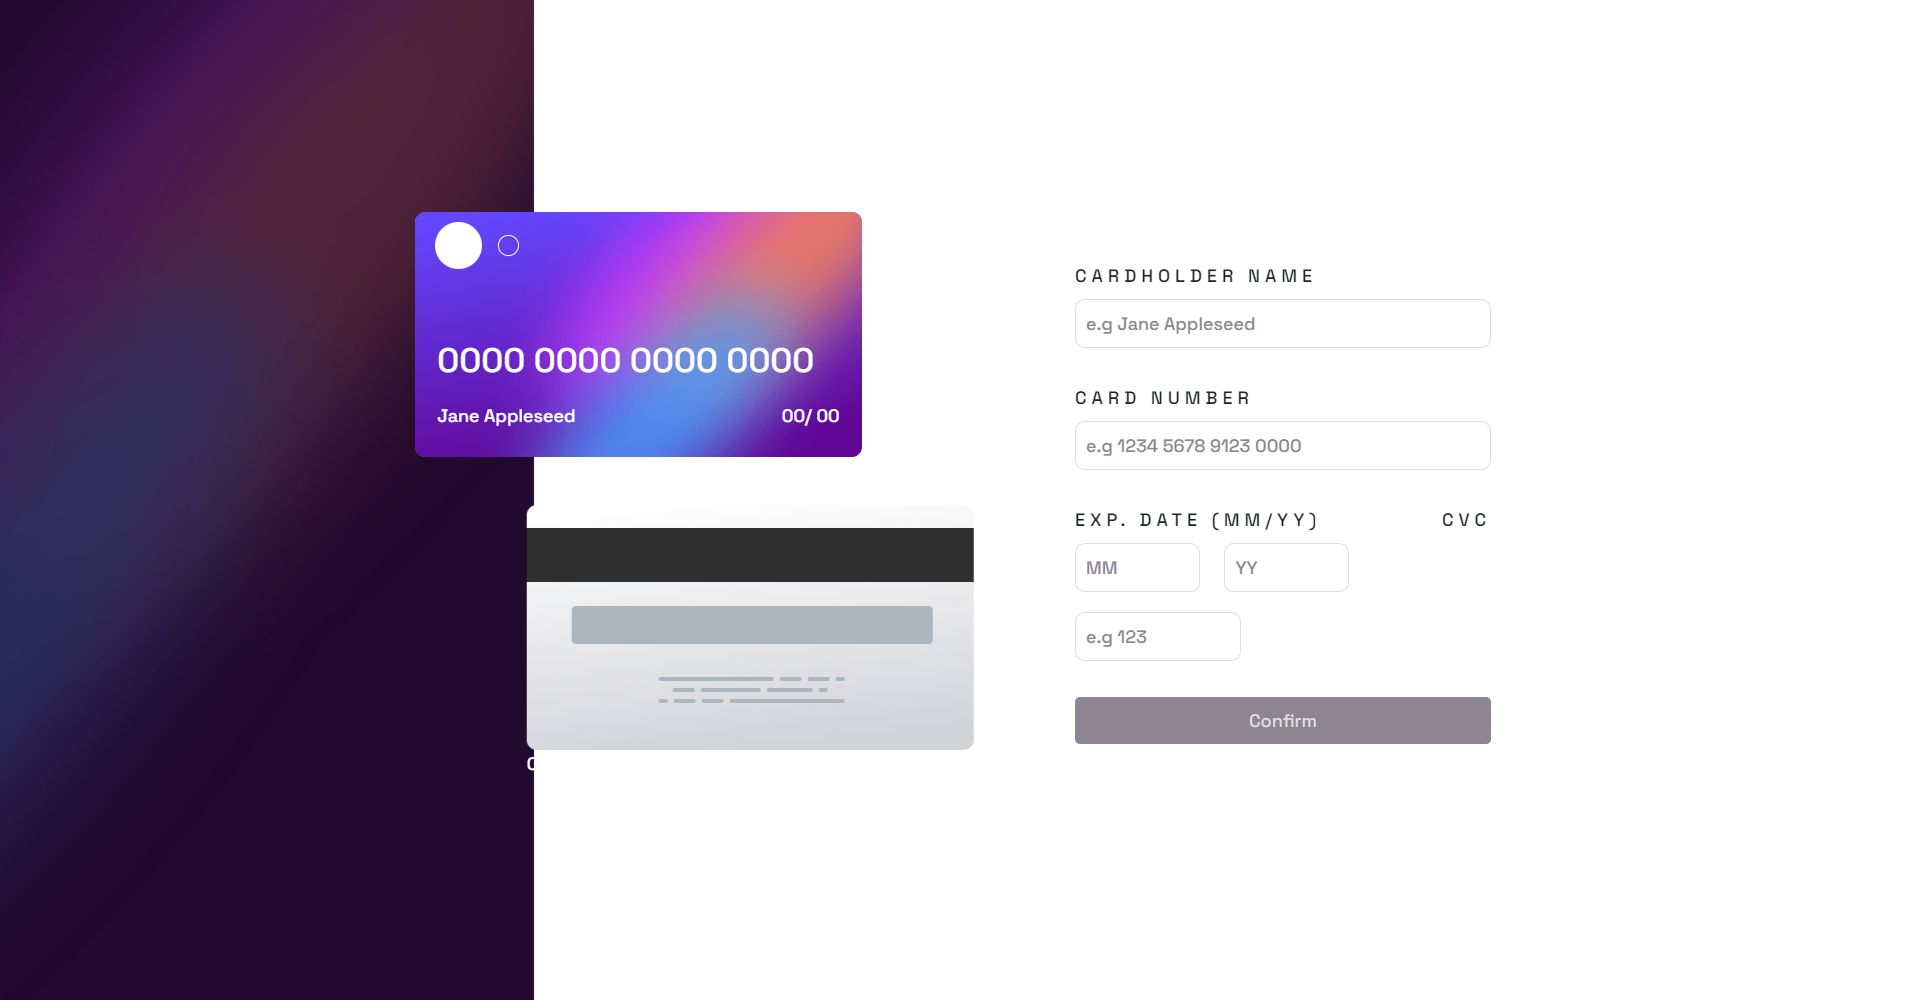 0000 0000 0000 0000
Jane Appleseed 00/ 00
CARDHOLDER NAME
e.g Jane Appleseed
CARD NUMBER
e.g 1234 5678 9123 0000
EXP. DATE (MM/YY) CVC
MM YY
e.g 123
Confirm